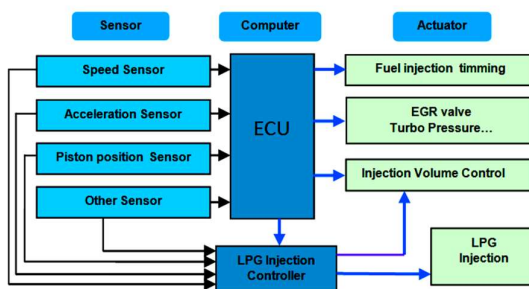 Sensor
Computer
Actuator
Speed Sensor
Acceleration Sensor
Piston position Sensor
Other Sensor
ECU
LPG Injection
Controller
Fuel injection timming
EGR valve
Turbo Pressure...
Injection Volume Control
LPG
Injection